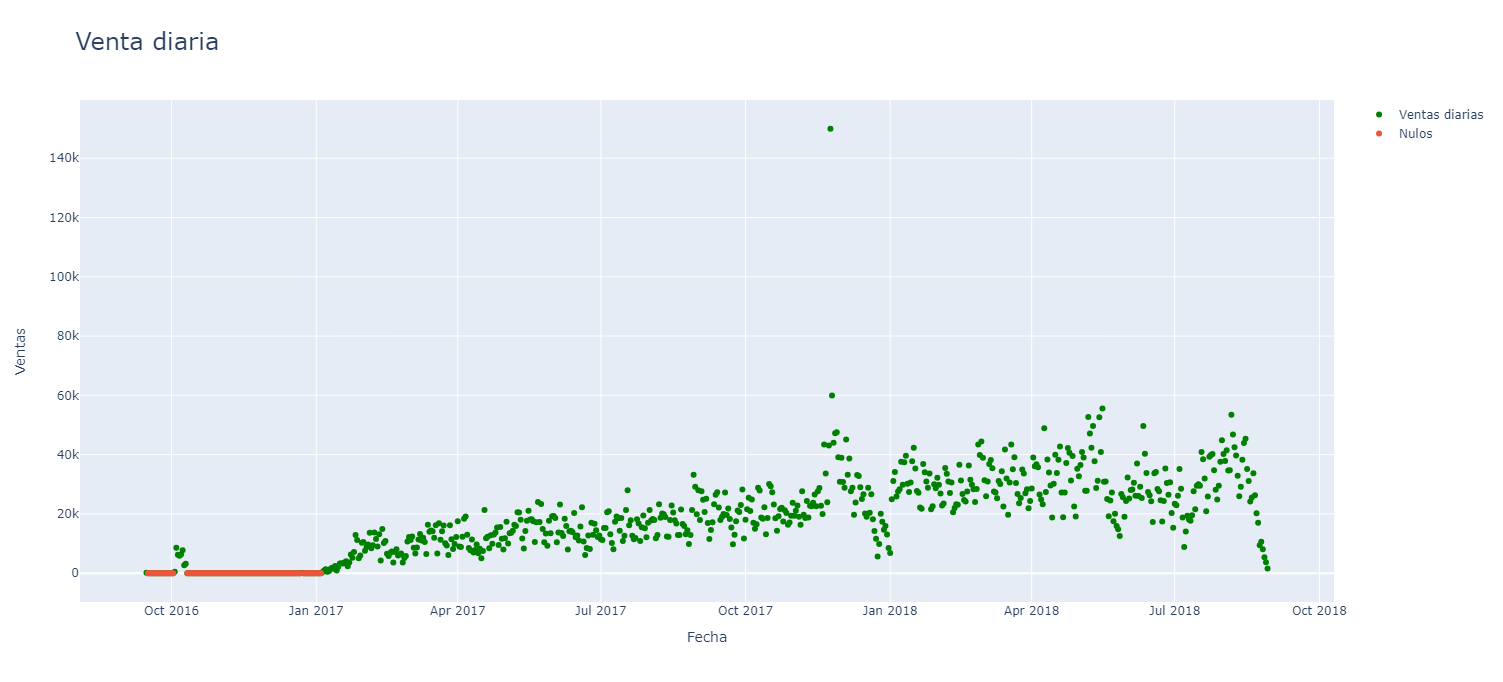 Venta diaria
Ventas diarias
Nulos
140k
120k
100k
80k
60k
40k
20k
0
Ventas
Oct 2016
Jan 2017
Apr 2017
Jul 2017
Oct 2017
Jan 2018
Apr 2018
Jul 2018
Oct 2018
Fecha